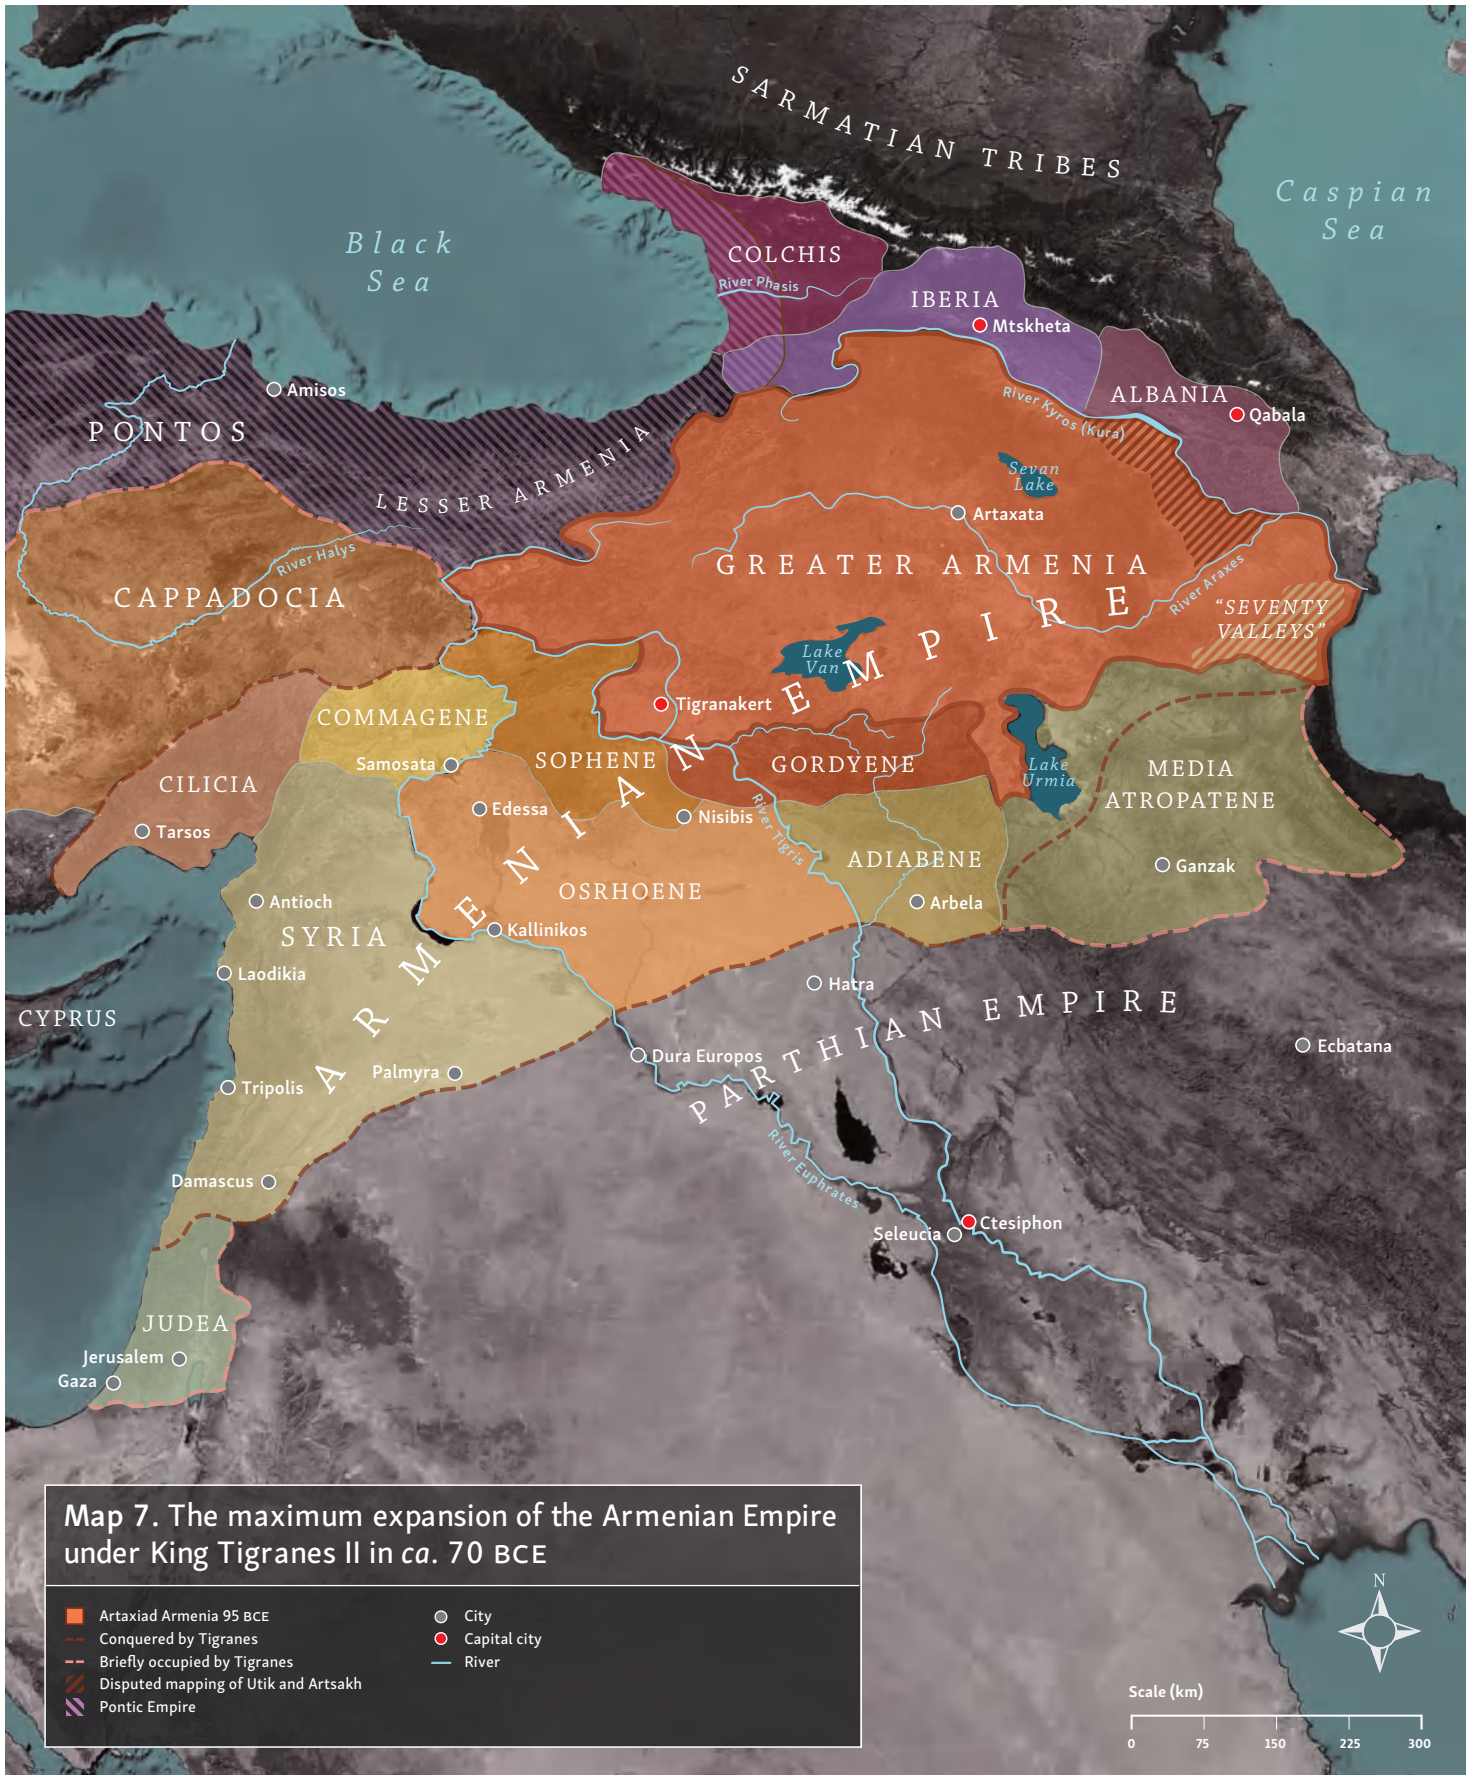 SARMATIAN TRIBES
Caspian
Sea
Black
Sea
COLCHIS
River Phasis
IBERIA
Mtskheta
ALBANIA
Qabala
Amisos
PONTOS
River Kyros (Kura)
LESSER ARMENIA
Sevan
Lake
Artaxata
River Halys
GREATER ARMENIA
CAPPADOCIA
River Araxes
"SEVENTY
VALLEYS"
Lake
Van
ARMENIAN EMPIRE
Tigranakert
COMMAGENE
SOPHENE
GORDYENE
Samosata
CILICIA
Lake
Urmia
MEDIA
ATROPATENE
Edessa
Nisibis
River Tigris
Tarsos
ADIABENE
Ganzak
OSRHOENE
Antioch
Arbela
SYRIA
Kallinikos
Laodikia
Hatra
CYPRUS
PARTHIAN EMPIRE
Ecbatana
Dura Europos
Palmyra
Tripolis
River Euphrates
Damascus
Ctesiphon
Seleucia
JUDEA
Jerusalem
Gaza
Map 7. The maximum expansion of the Armenian Empire
under King Tigranes II in ca. 70 BCE
Artaxiad Armenia 95 BCE
Conquered by Tigranes
Briefly occupied by Tigranes
Disputed mapping of Utik and Artsakh
Pontic Empire
City
Capital city
River
N
Scale (km)
0 75 150 225 300